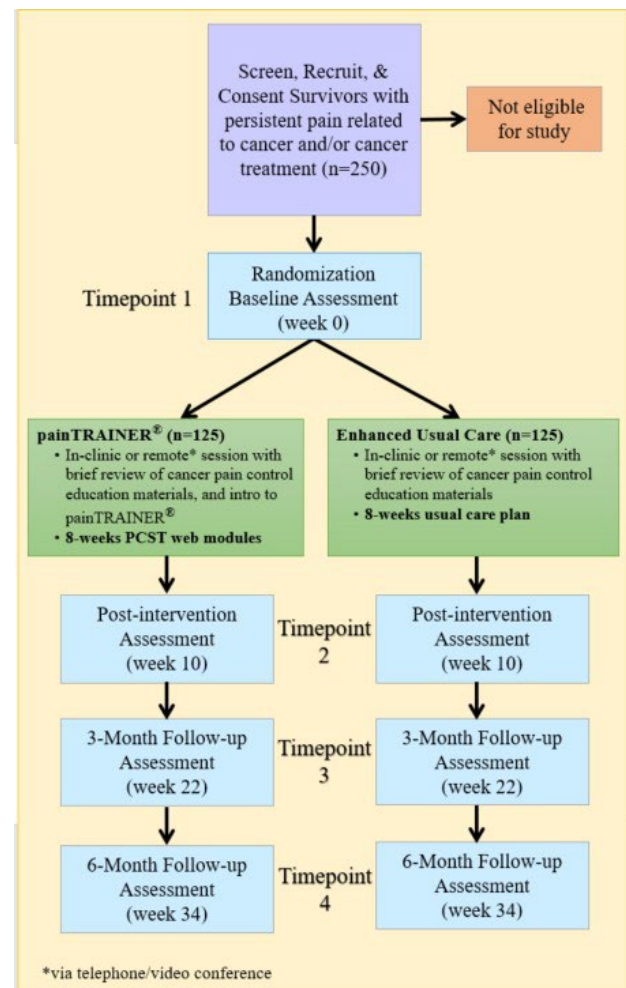 Screen, Recruit, &
Consent Survivors with
persistent pain related
to cancer and/or cancer
treatment (n=250)
Not eligible
for study
Timepoint 1
Randomization
Baseline Assessment
(week 0)
painTRAINER® (n=125)
• In-clinic or remote* session with
brief review of cancer pain control
education materials, and intro to
painTRAINER®
• 8-weeks PCST web modules
Enhanced Usual Care (n=125)
• In-clinic or remote* session with
brief review of cancer pain control
education materials
• 8-weeks usual care plan
Post-intervention
Assessment
(week 10)
Timepoint
2
Post-intervention
Assessment
(week 10)
3-Month Follow-up
Assessment
(week 22)
Timepoint
3
3-Month Follow-up
Assessment
(week 22)
6-Month Follow-up
Assessment
(week 34)
Timepoint
4
6-Month Follow-up
Assessment
(week 34)
*via telephone/video conference